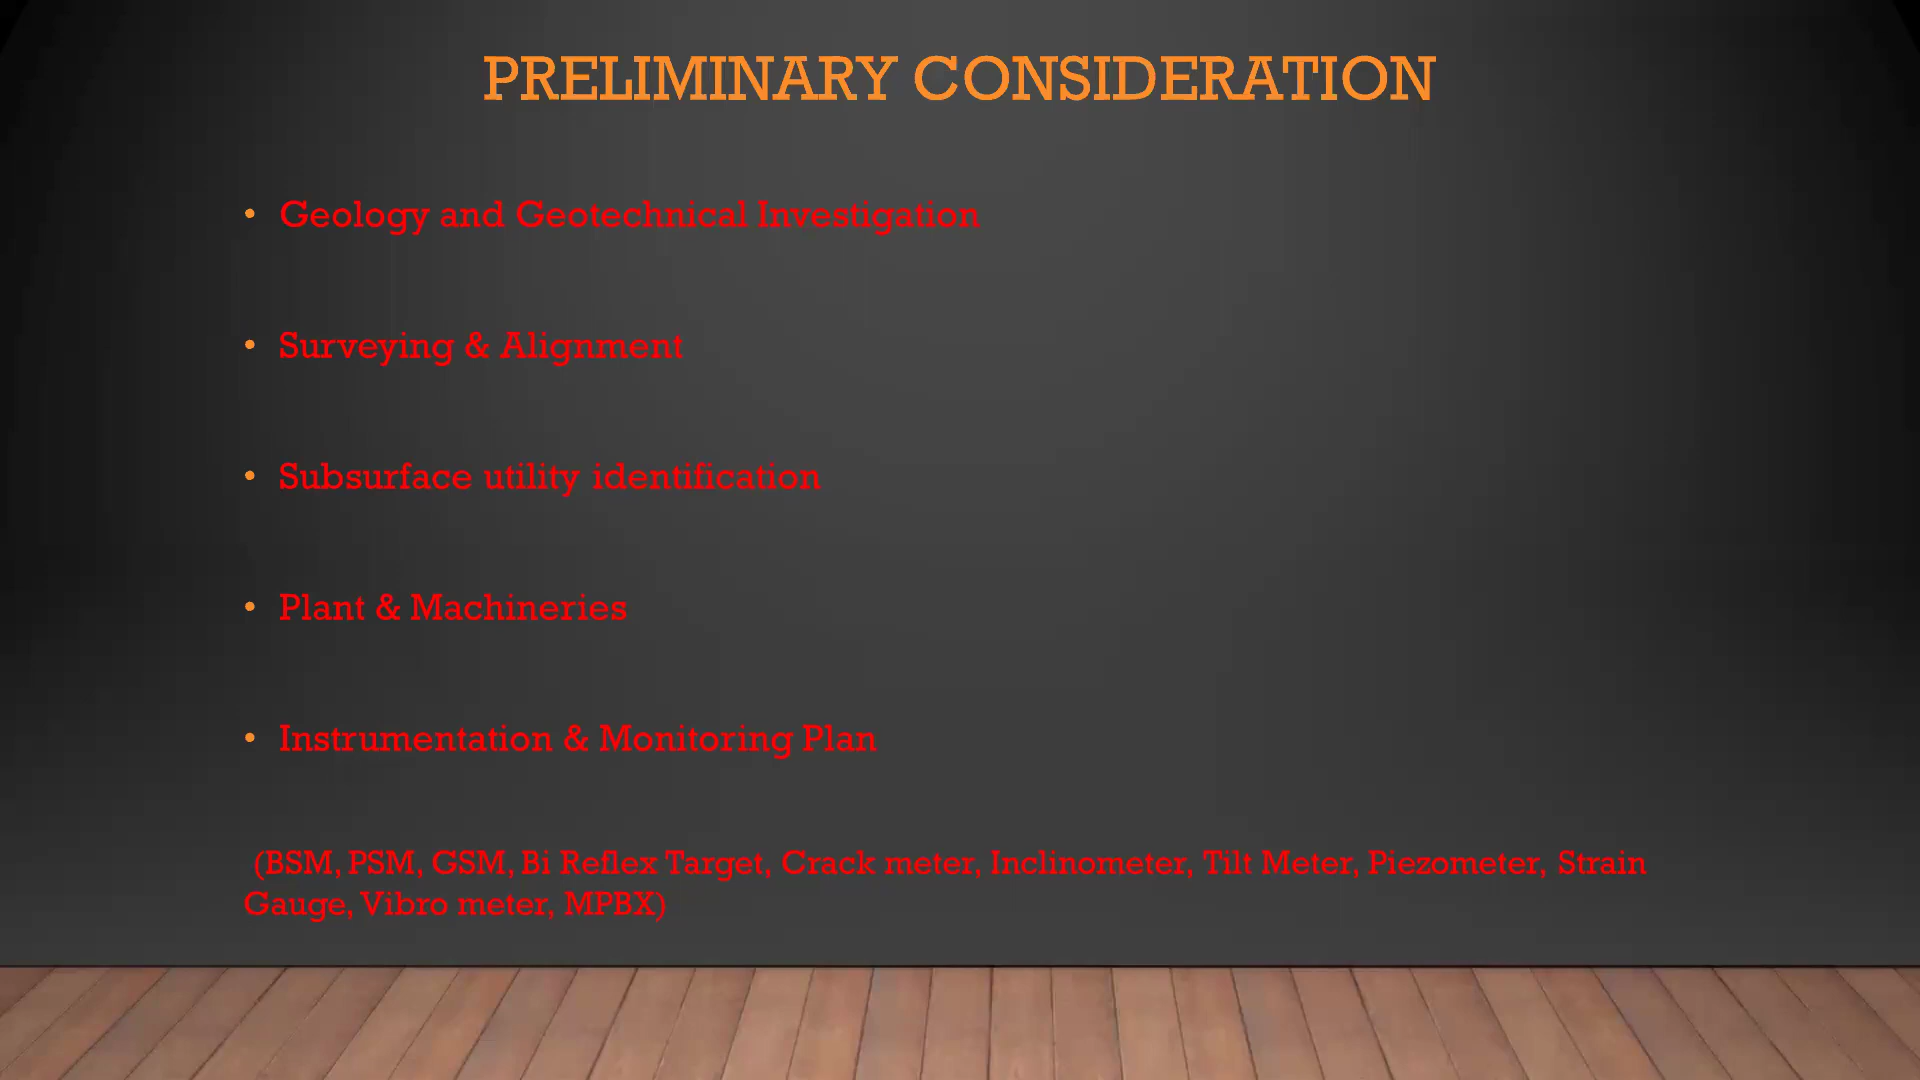 PRELIMINARY CONSIDERATION
• Geology and Geotechnical Investigation
• Surveying & Alignment
• Subsurface utility identification
• Plant & Machineries
• Instrumentation & Monitoring Plan
(BSM, PSM, GSM, Bi Reflex Target, Crack meter, Inclinometer, Tilt Meter, Piezometer, Strain
Gauge, Vibro meter, MPBX)